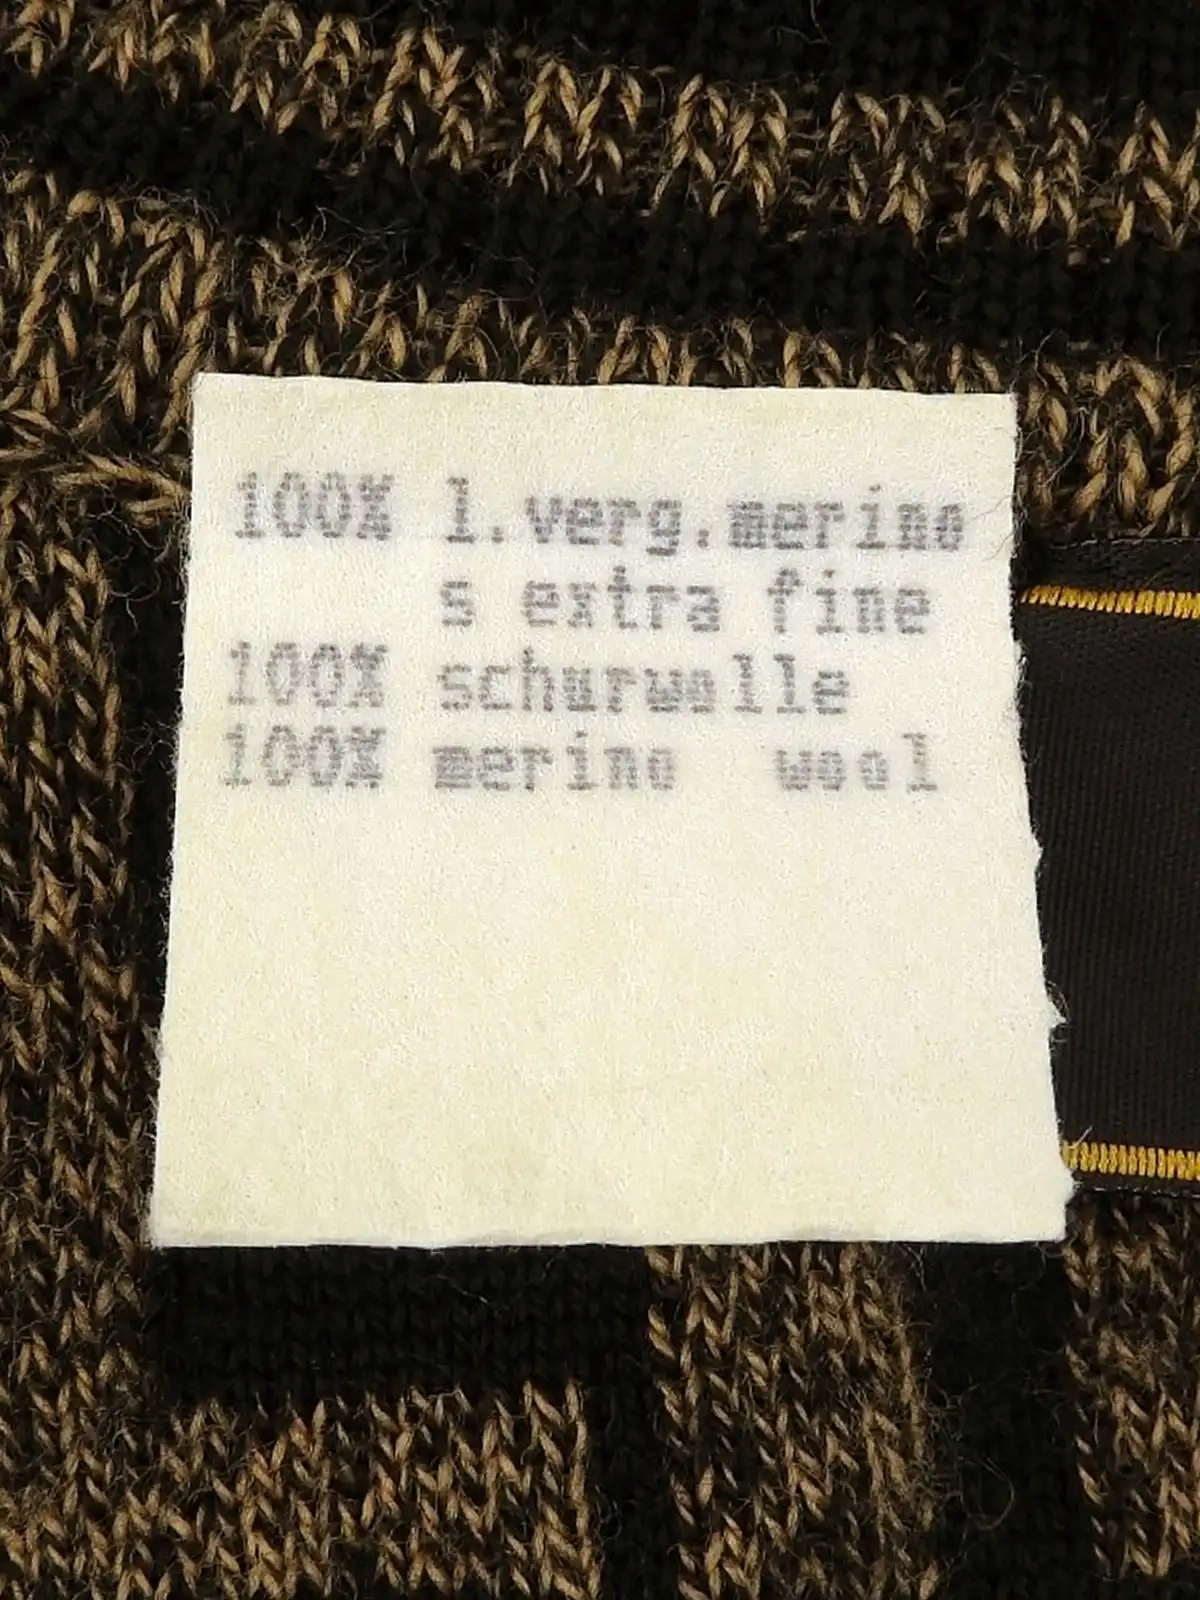 100% l.verg.merino
s extra fine
100% schurwolle
100% merino wool